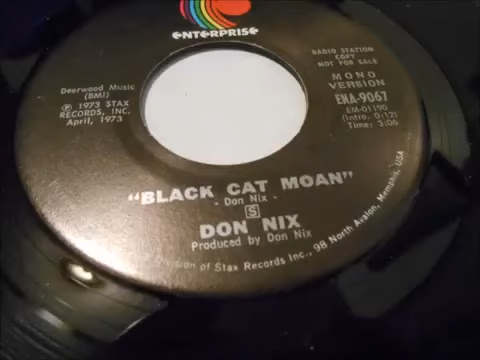 ENTERPRISE
RADIO STATION
COPY
NOT FOR SALE
Deerwood Music
(BMI)
MONO
VERSION
℗ 1973 STAX
RECORDS, INC.
April, 1973
ENA-9067
EM-01190
(Intro. 0:12)
Time: 3:06
"BLACK CAT MOAN"
- Don Nix -
S
DON NIX
Produced by Don Nix
Division of Stax Records Inc., 98 North Avalon, Memphis, USA